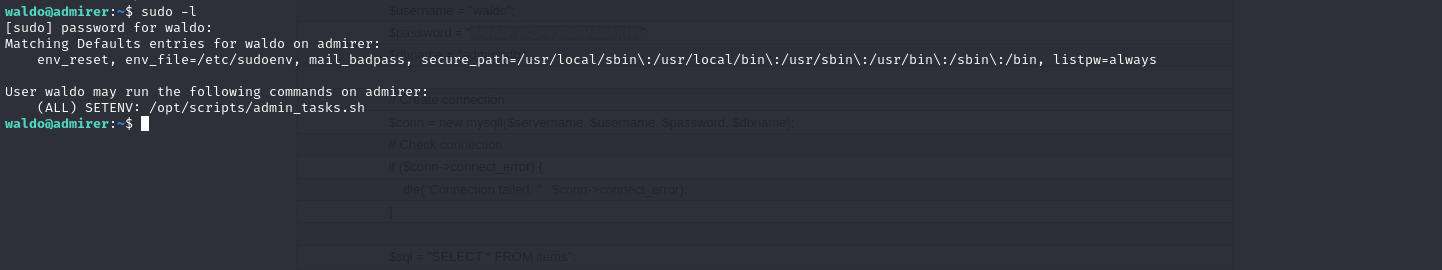 waldo@admirer:~$ sudo -l
[sudo] password for waldo:
Matching Defaults entries for waldo on admirer:
    env_reset, env_file=/etc/sudoenv, mail_badpass, secure_path=/usr/local/sbin\:/usr/local/bin\:/usr/sbin\:/usr/bin\:/sbin\:/bin, listpw=always
User waldo may run the following commands on admirer:
    (ALL) SETENV: /opt/scripts/admin_tasks.sh
waldo@admirer:~$
$username = "waldo";
$password = "
// Create connection
$conn = new mysqli($servername, $username, $password, $dbname);
// Check connection
if ($conn->connect_error) {
die("Connection failed: " . $conn->connect_error);
}
$sql = "SELECT * FROM items"